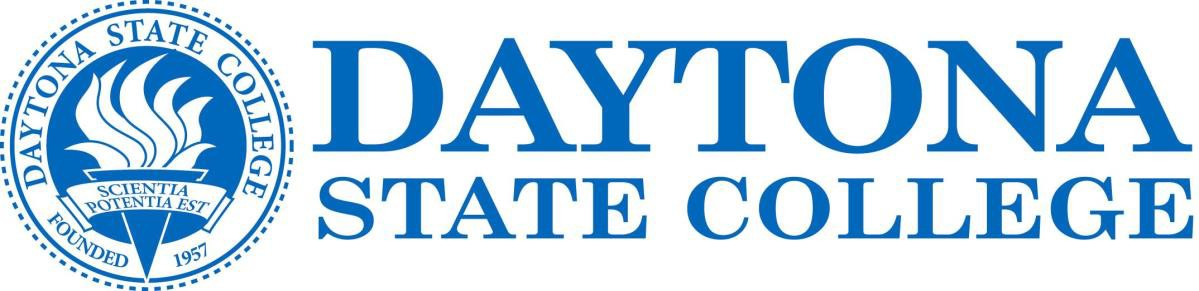 DAYTONA STATE COLLEGE
SCIENTIA
POTENTIA EST
FOUNDED 1957
DAYTONA
STATE COLLEGE